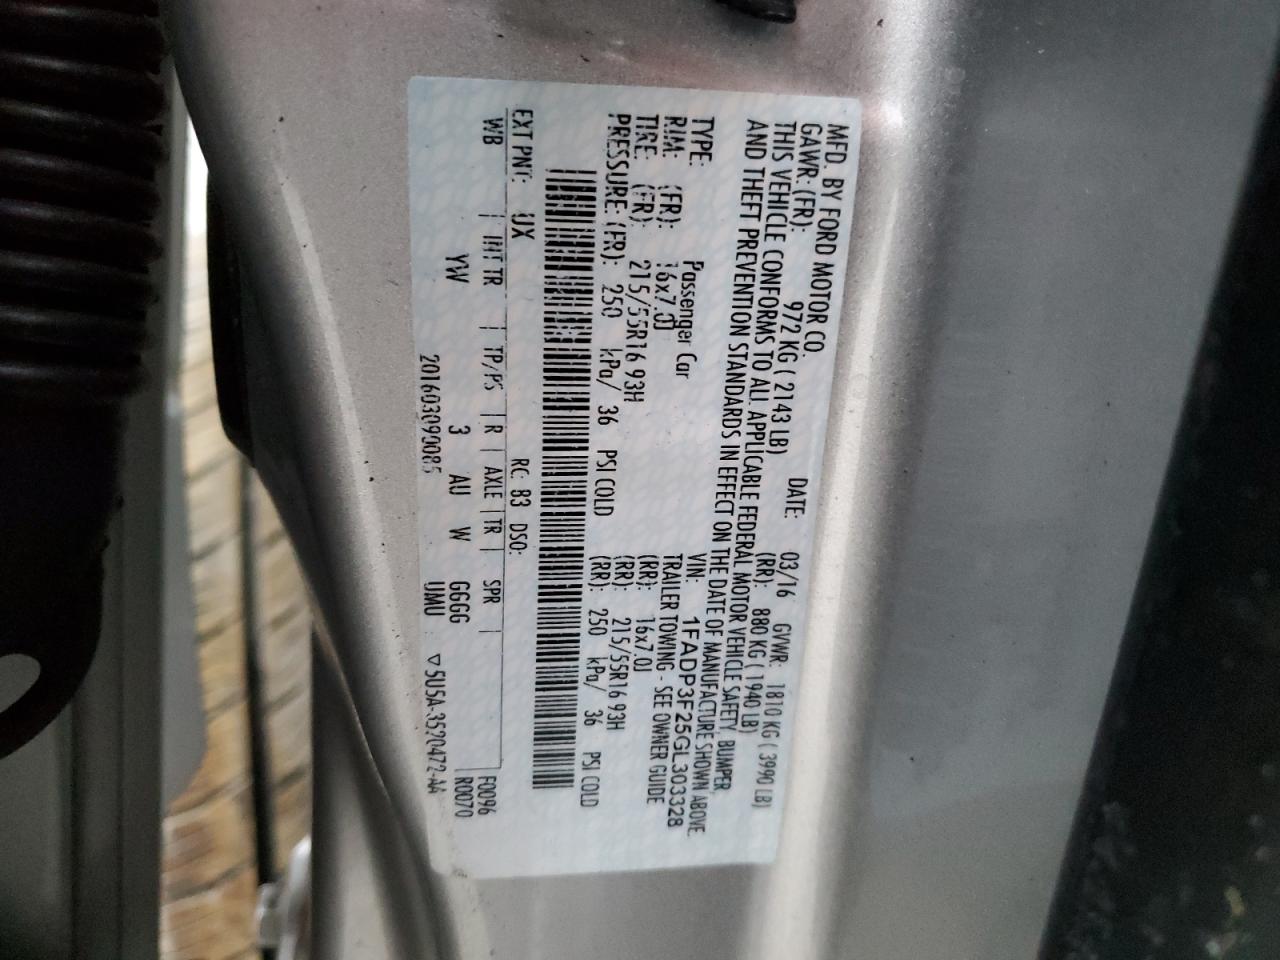 MFD. BY FORD MOTOR CO.
DATE: 03/16 GVWR: 1810 KG ( 3990 LB)
GAWR: (FR): 972 KG ( 2143 LB) (RR): 880 KG ( 1940 LB)
THIS VEHICLE CONFORMS TO ALL APPLICABLE FEDERAL MOTOR VEHICLE SAFETY, BUMPER,
AND THEFT PREVENTION STANDARDS IN EFFECT ON THE DATE OF MANUFACTURE SHOWN ABOVE.
VIN: 1FADP3F25GL303328
TYPE: Passenger Car TRAILER TOWING - SEE OWNER GUIDE
RIM: (FR): 16x7.0J (RR): 16x7.0J
TIRE: (FR): 215/55R16 93H (RR): 215/55R16 93H
PRESSURE: (FR): 250 kPa/ 36 PSI COLD (RR): 250 kPa/ 36 PSI COLD
EXT PNT: UX RC: B3 DSO:
WB | INT TR | TP/PS | R | AXLE | TR | SPR | F0096
YW 3 AU W GGGG R0070
201603090085 UMU ▽5U5A-3520472-AA